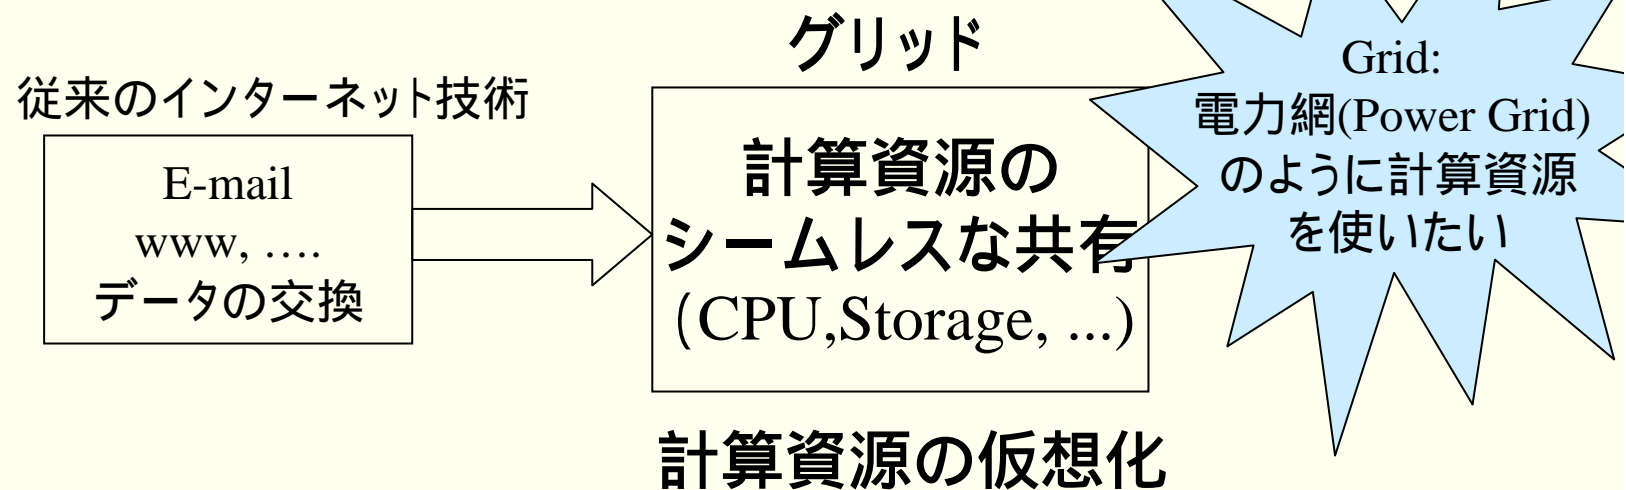 従来のインターネット技術
E-mail
www, ….
データの交換
グリッド
計算資源の
シームレスな共有
(CPU,Storage, ...)
計算資源の仮想化
Grid:
電力網(Power Grid)
のように計算資源
を使いたい